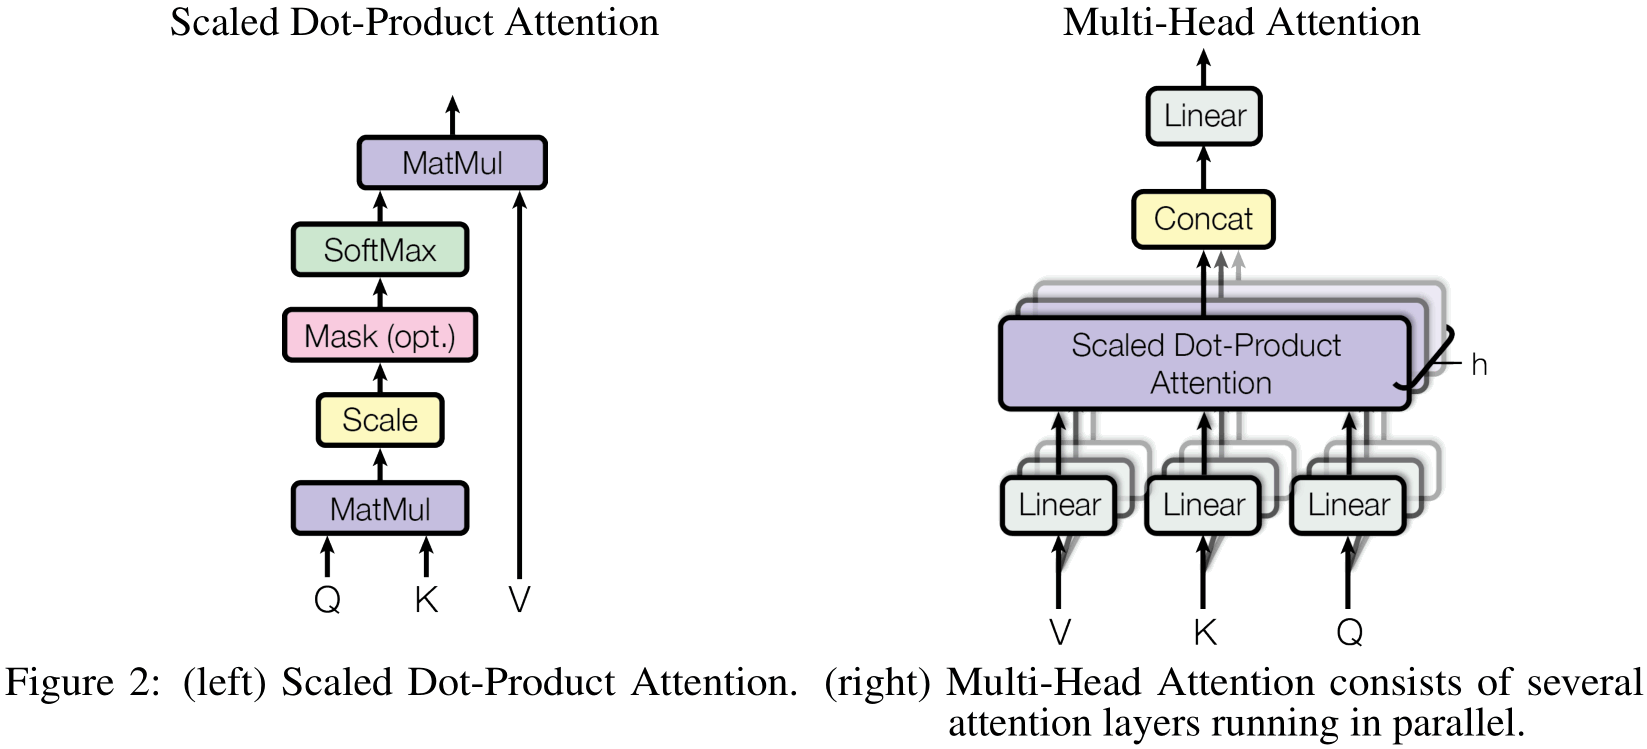 Scaled Dot-Product Attention
MatMul
SoftMax
Mask (opt.)
Scale
MatMul
Q K V
Multi-Head Attention
Linear
Concat
Scaled Dot-Product
Attention
h
Linear Linear Linear
V K Q
Figure 2: (left) Scaled Dot-Product Attention. (right) Multi-Head Attention consists of several
attention layers running in parallel.